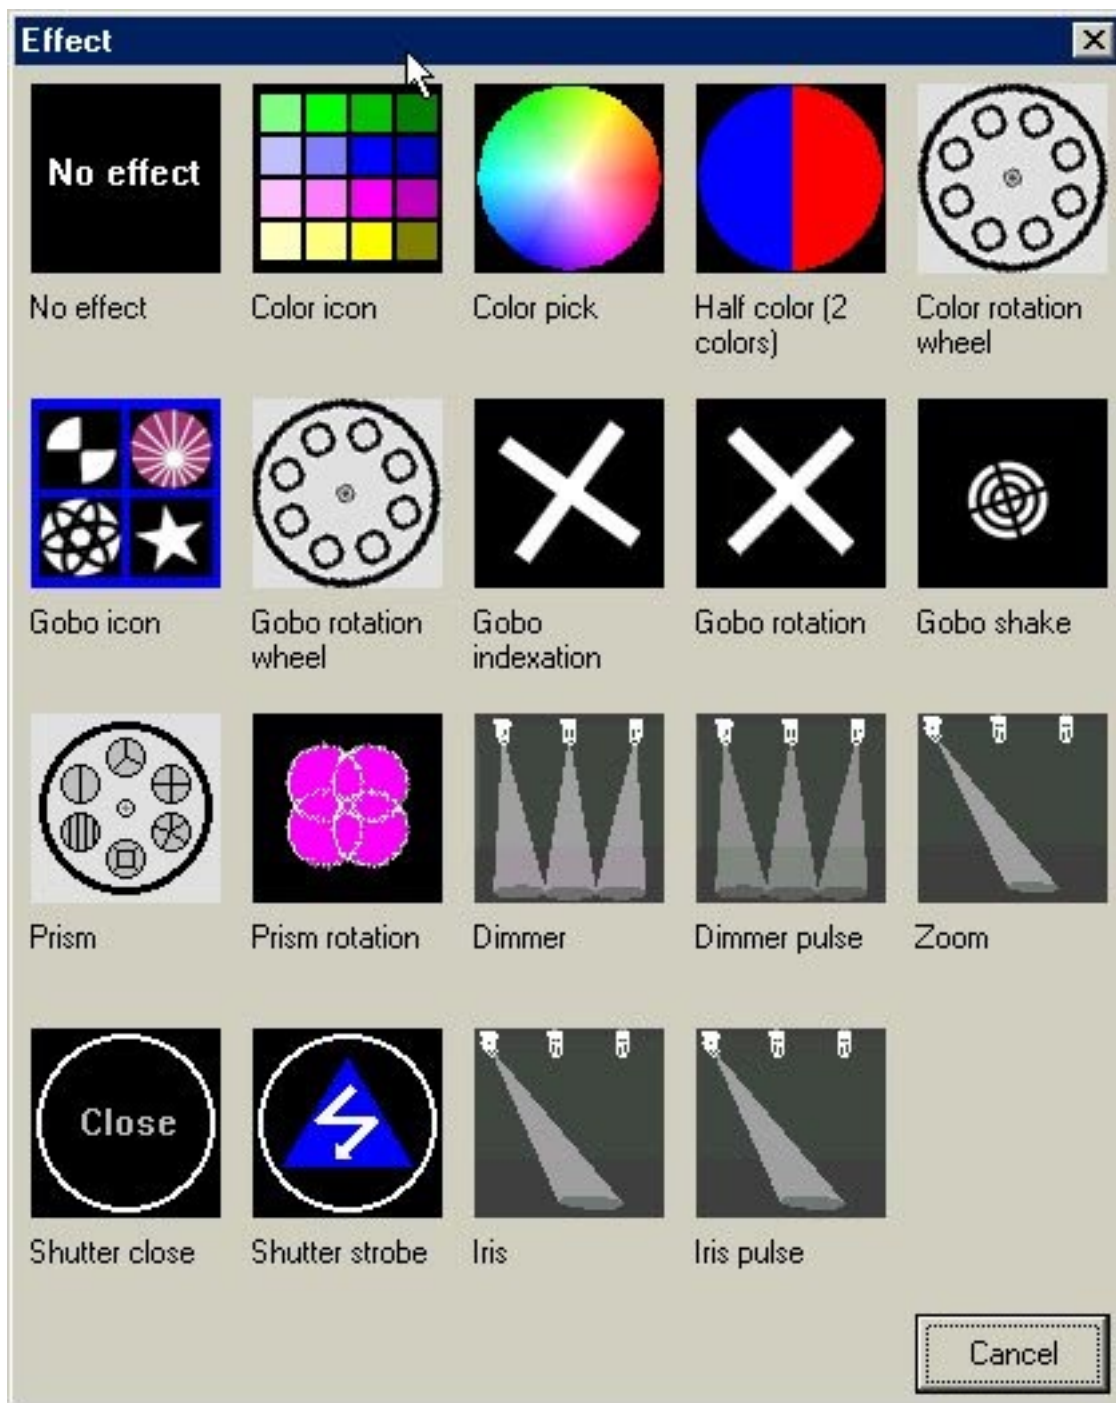 Effect
No effect
No effect
Color icon
Color pick
Half color (2
colors)
Color rotation
wheel
Gobo icon
Gobo rotation
wheel
Gobo
indexation
Gobo rotation
Gobo shake
Prism
Prism rotation
Dimmer
Dimmer pulse
Zoom
Close
Shutter close
Shutter strobe
Iris
Iris pulse
Cancel